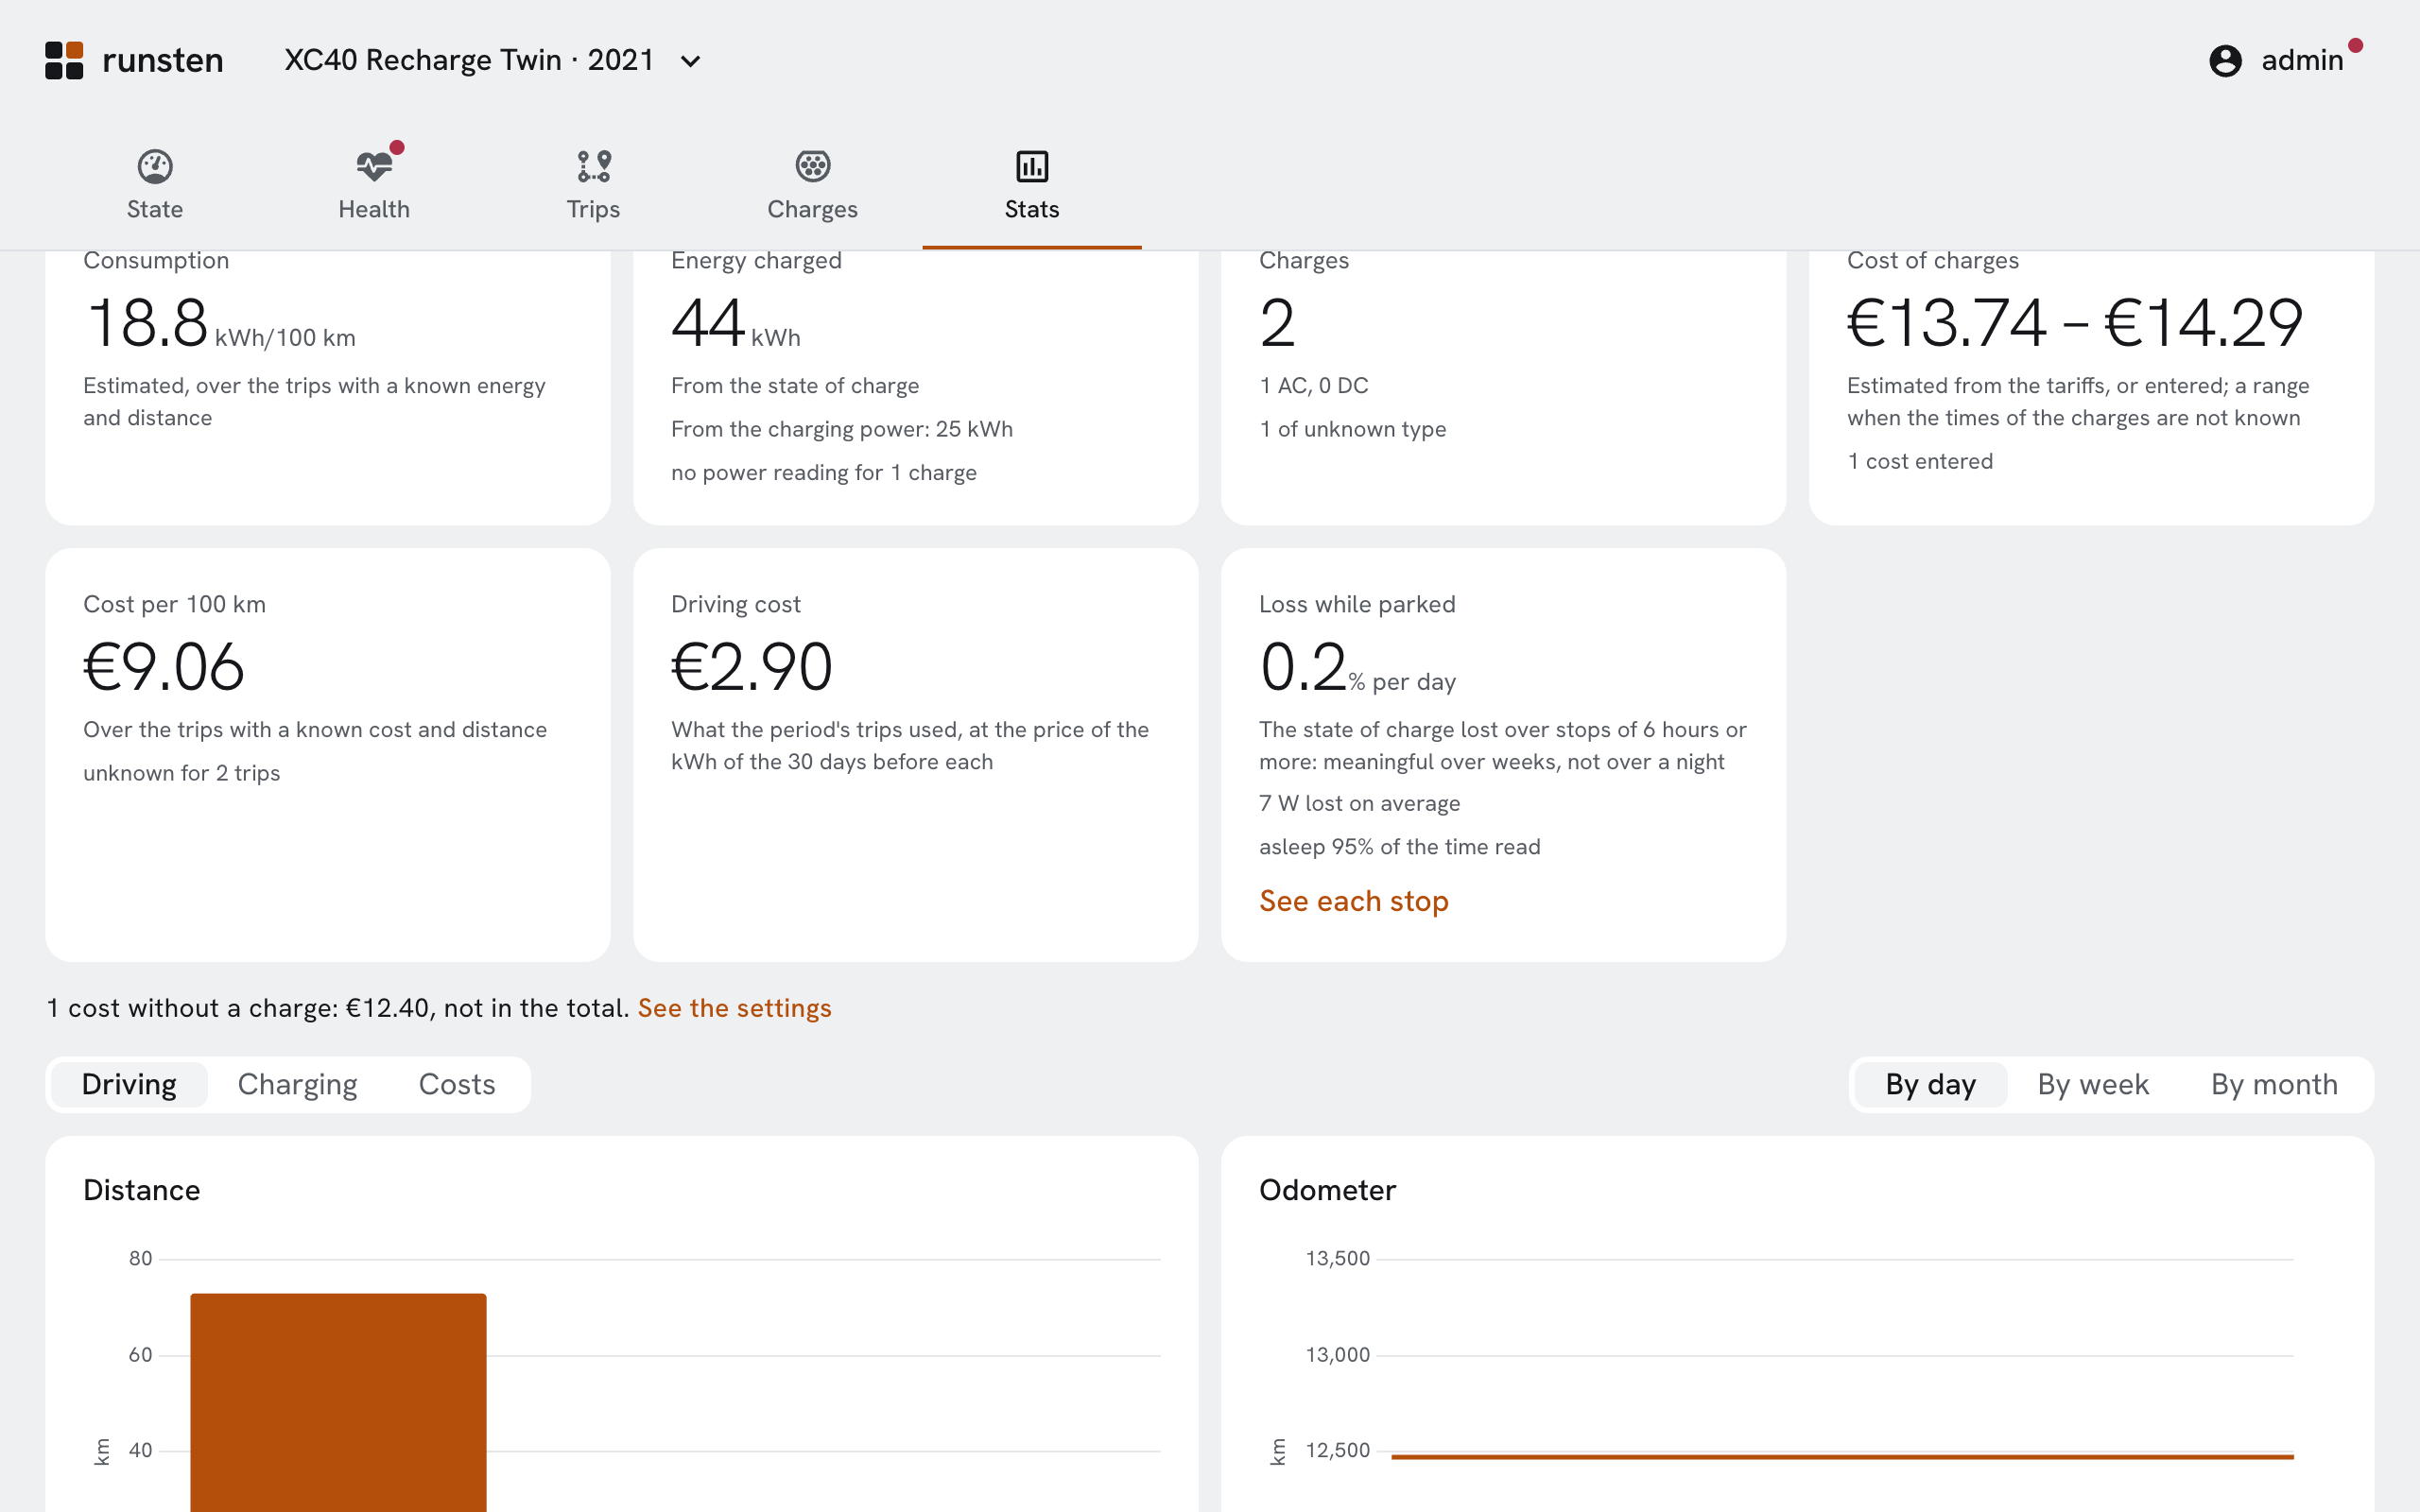 runsten
XC40 Recharge Twin · 2021
admin
State
Health
Trips
Charges
Stats
Consumption
18.8 kWh/100 km
Estimated, over the trips with a known energy
and distance
Energy charged
44 kWh
From the state of charge
From the charging power: 25 kWh
no power reading for 1 charge
Charges
2
1 AC, 0 DC
1 of unknown type
Cost of charges
€13.74 – €14.29
Estimated from the tariffs, or entered; a range
when the times of the charges are not known
1 cost entered
Cost per 100 km
€9.06
Over the trips with a known cost and distance
unknown for 2 trips
Driving cost
€2.90
What the period's trips used, at the price of the
kWh of the 30 days before each
Loss while parked
0.2% per day
The state of charge lost over stops of 6 hours or
more: meaningful over weeks, not over a night
7 W lost on average
asleep 95% of the time read
See each stop
1 cost without a charge: €12.40, not in the total. See the settings
Driving
Charging
Costs
By day
By week
By month
Distance
80
60
40
km
Odometer
13,500
13,000
12,500
km